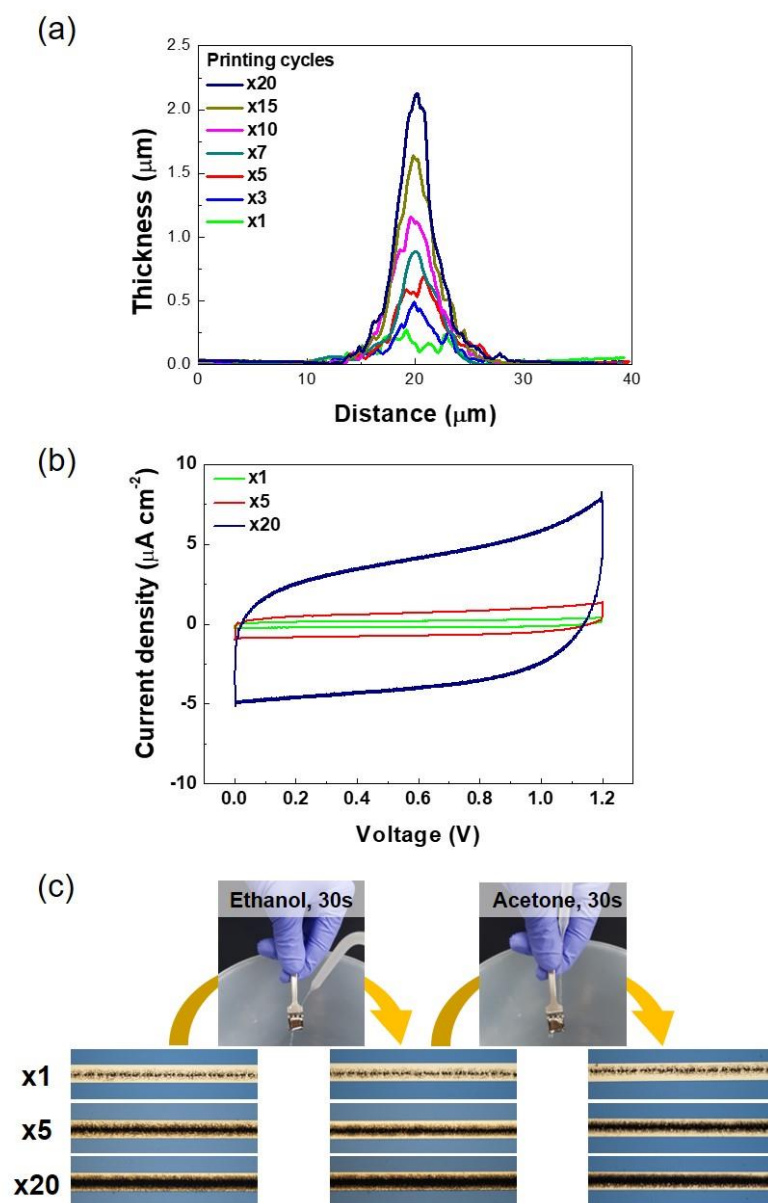 (a)
Printing cycles
x20
x15
x10
x7
x5
x3
x1
2.5
2.0
1.5
1.0
0.5
0.0
Thickness (μm)
0 10 20 30 40
Distance (μm)
(b)
x1
x5
x20
10
5
0
-5
-10
Current density (μA cm⁻²)
0.0 0.2 0.4 0.6 0.8 1.0 1.2
Voltage (V)
(c)
Ethanol, 30s Acetone, 30s
x1
x5
x20